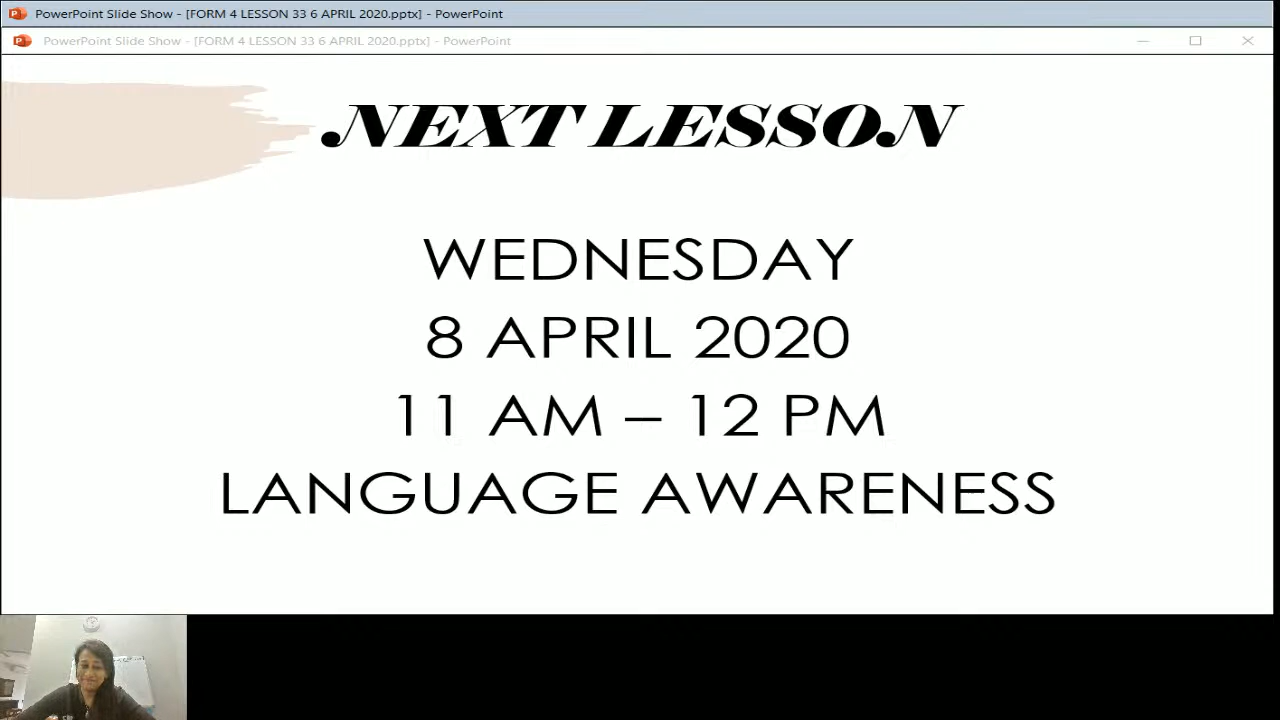 PowerPoint Slide Show - [FORM 4 LESSON 33 6 APRIL 2020.pptx] - PowerPoint
PowerPoint Slide Show - [FORM 4 LESSON 33 6 APRIL 2020.pptx] - PowerPoint
NEXT LESSON
WEDNESDAY
8 APRIL 2020
11 AM – 12 PM
LANGUAGE AWARENESS